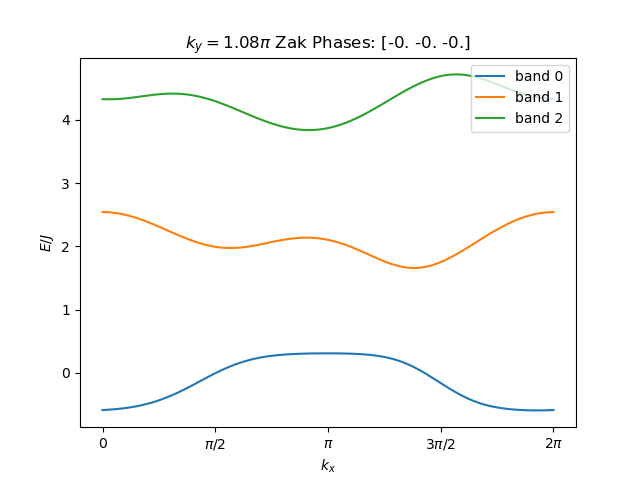 $k_y = 1.08\pi$ Zak Phases: [-0. -0. -0.]
band 0
band 1
band 2
E/J
4
3
2
1
0
0
π/2
π
3π/2
2π
$k_x$